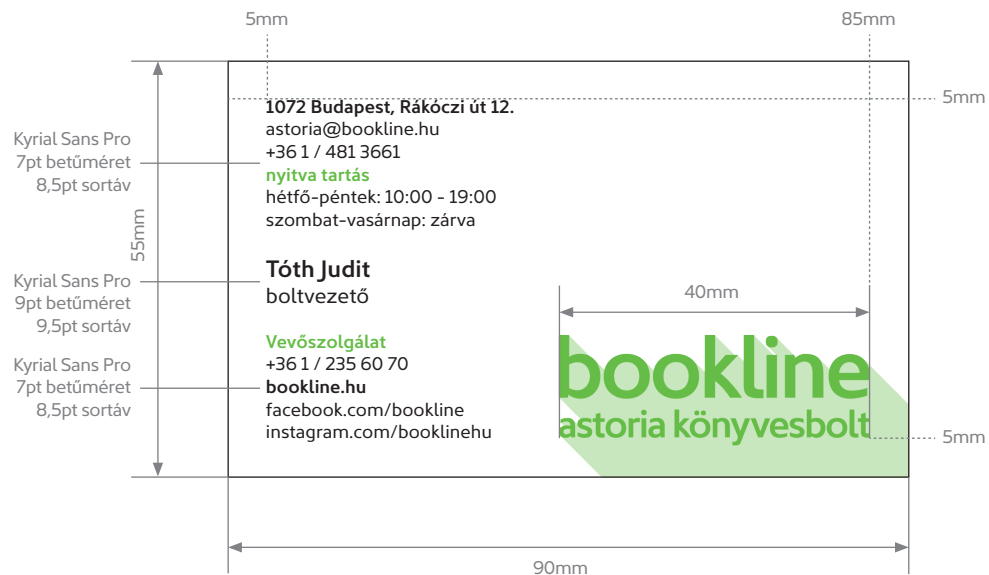 5mm
85mm
5mm
1072 Budapest, Rákóczi út 12.
astoria@bookline.hu
+36 1 / 481 3661
nyitva tartás
hétfő-péntek: 10:00 - 19:00
szombat-vasárnap: zárva
Kyrial Sans Pro
7pt betűméret
8,5pt sortáv
55mm
Tóth Judit
boltvezető
Kyrial Sans Pro
9pt betűméret
9,5pt sortáv
40mm
Vevőszolgálat
+36 1 / 235 60 70
bookline.hu
facebook.com/bookline
instagram.com/booklinehu
Kyrial Sans Pro
7pt betűméret
8,5pt sortáv
bookline
astoria könyvesbolt
5mm
90mm